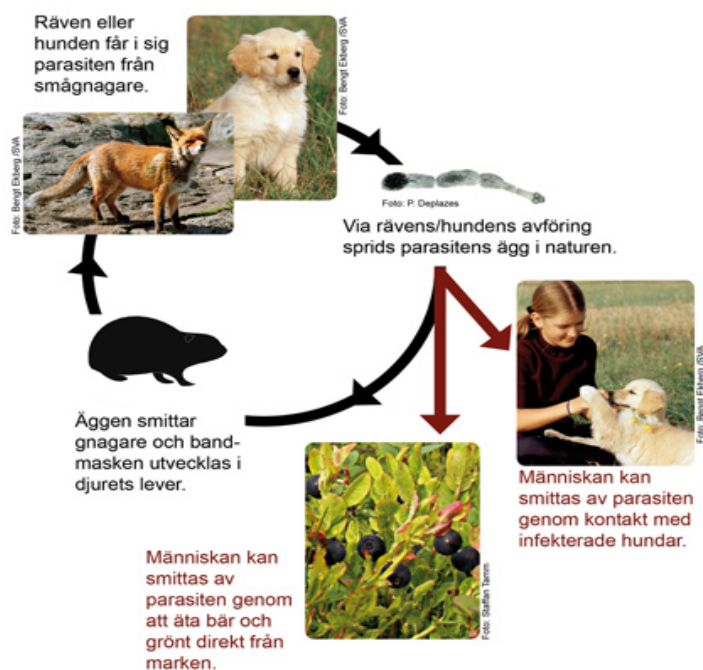 Räven eller
hunden får i sig
parasiten från
smågnagare.
Foto: Bengt Ekberg /SVA
Foto: Bengt Ekberg /SVA
Foto: P. Deplazes
Via rävens/hundens avföring
sprids parasitens ägg i naturen.
Foto: Bengt Ekberg /SVA
Äggen smittar
gnagare och band-
masken utvecklas i
djurets lever.
Människan kan
smittas av parasiten
genom kontakt med
infekterade hundar.
Människan kan
smittas av
parasiten genom
att äta bär och
grönt direkt från
marken.
Foto: Staffan Tamm